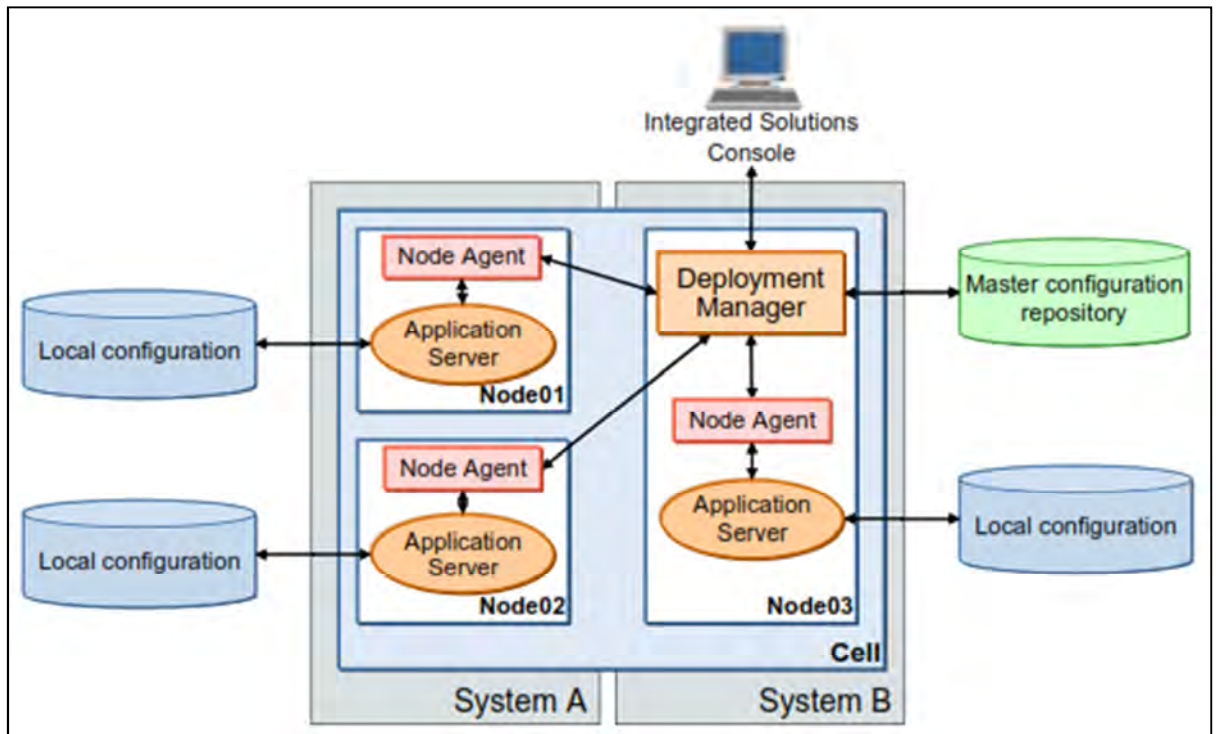 Integrated Solutions
Console
Node Agent
Application
Server
Node01
Local configuration
Node Agent
Application
Server
Node02
Local configuration
Deployment
Manager
Node Agent
Application
Server
Node03
Master configuration
repository
Local configuration
Cell
System A
System B